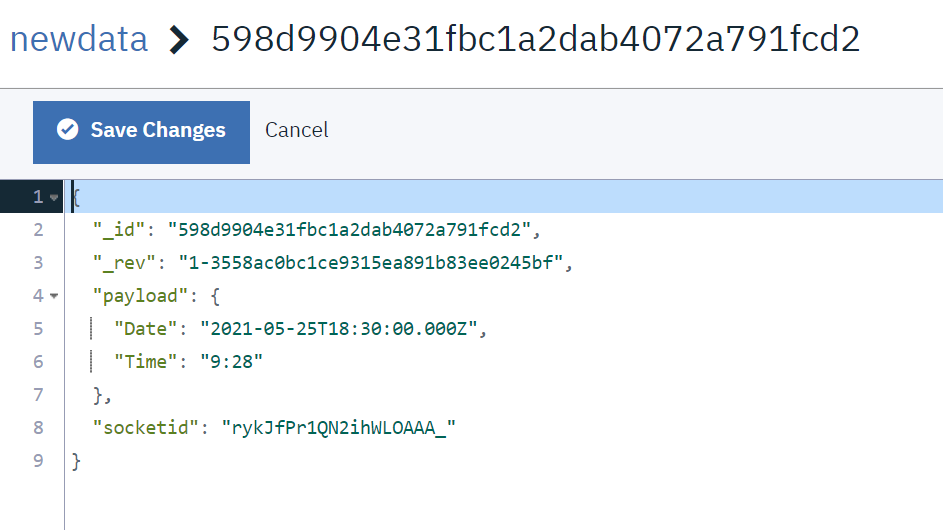 newdata > 598d9904e31fbc1a2dab4072a791fcd2
Save Changes Cancel
1 {
2 "_id": "598d9904e31fbc1a2dab4072a791fcd2",
3 "_rev": "1-3558ac0bc1ce9315ea891b83ee0245bf",
4 "payload": {
5 "Date": "2021-05-25T18:30:00.000Z",
6 "Time": "9:28"
7 },
8 "socketid": "rykJfPr1QN2ihWLOAAA_"
9 }